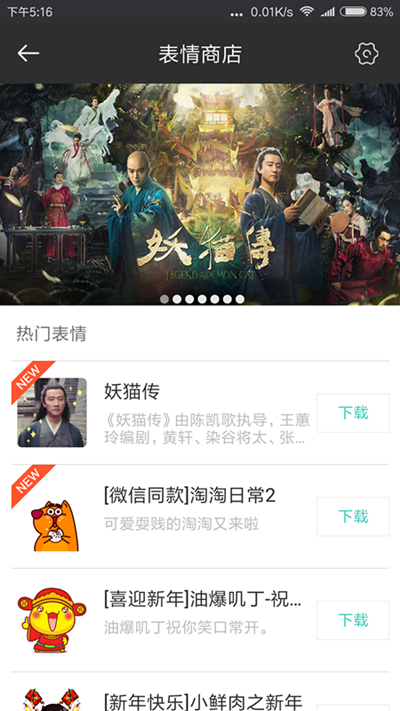 下午5:16
... 0.01K/s 83%
表情商店
妖猫傳
LEGEND OF THE DEMON CAT
热门表情
NEW
妖猫传
《妖猫传》由陈凯歌执导，王蕙
玲编剧，黄轩、染谷将太、张...
下载
NEW
[微信同款]淘淘日常2
可爱耍贱的淘淘又来啦
下载
[喜迎新年]油爆叽丁-祝...
油爆叽丁祝你笑口常开。
下载
[新年快乐]小鲜肉之新年
下载